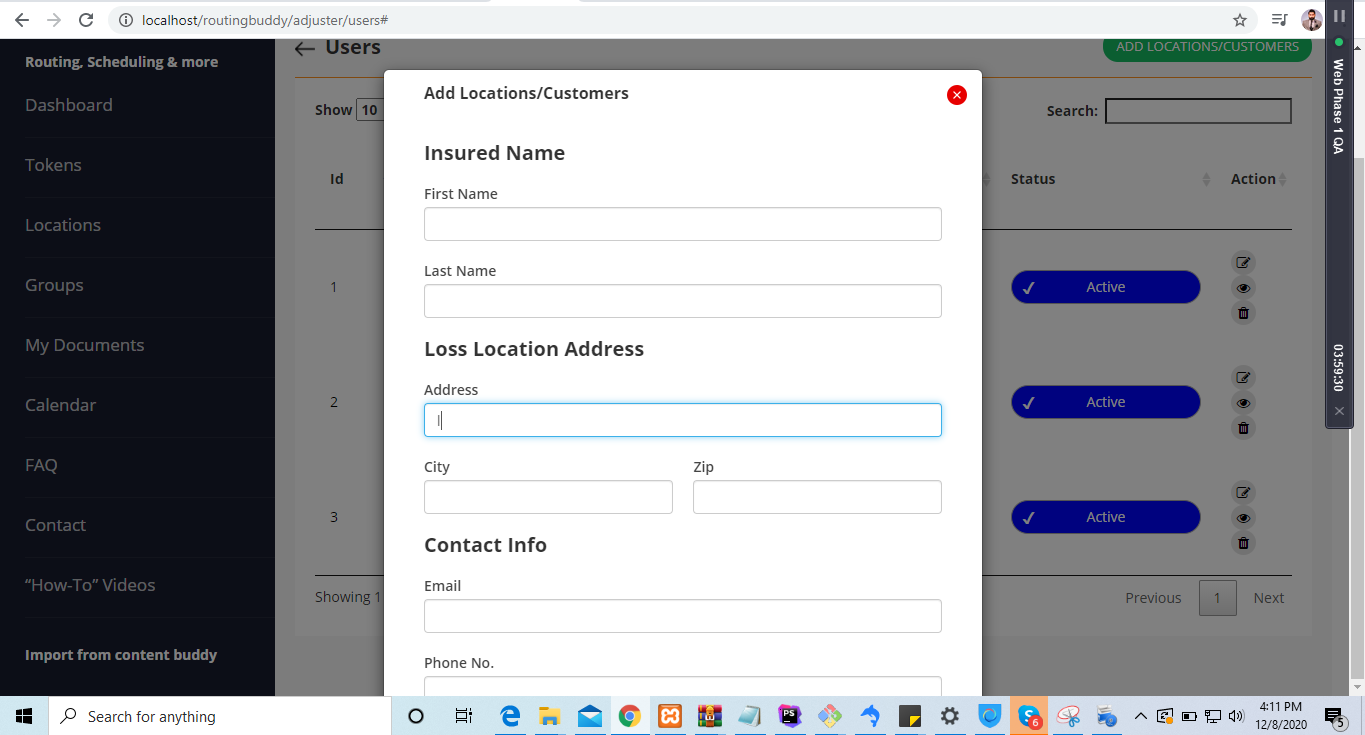 localhost/routingbuddy/adjuster/users#
Routing, Scheduling & more
Dashboard
Tokens
Locations
Groups
My Documents
Calendar
FAQ
Contact
“How-To” Videos
Import from content buddy
Users
ADD LOCATIONS/CUSTOMERS
Show 10
Search:
Id
Status
Action
1
Active
2
Active
3
Active
Showing 1
Previous
1
Next
Add Locations/Customers
Insured Name
First Name
Last Name
Loss Location Address
Address
l
City
Zip
Contact Info
Email
Phone No.
Web Phase 1 QA
03:59:30
Search for anything
6
4:11 PM
12/8/2020
5